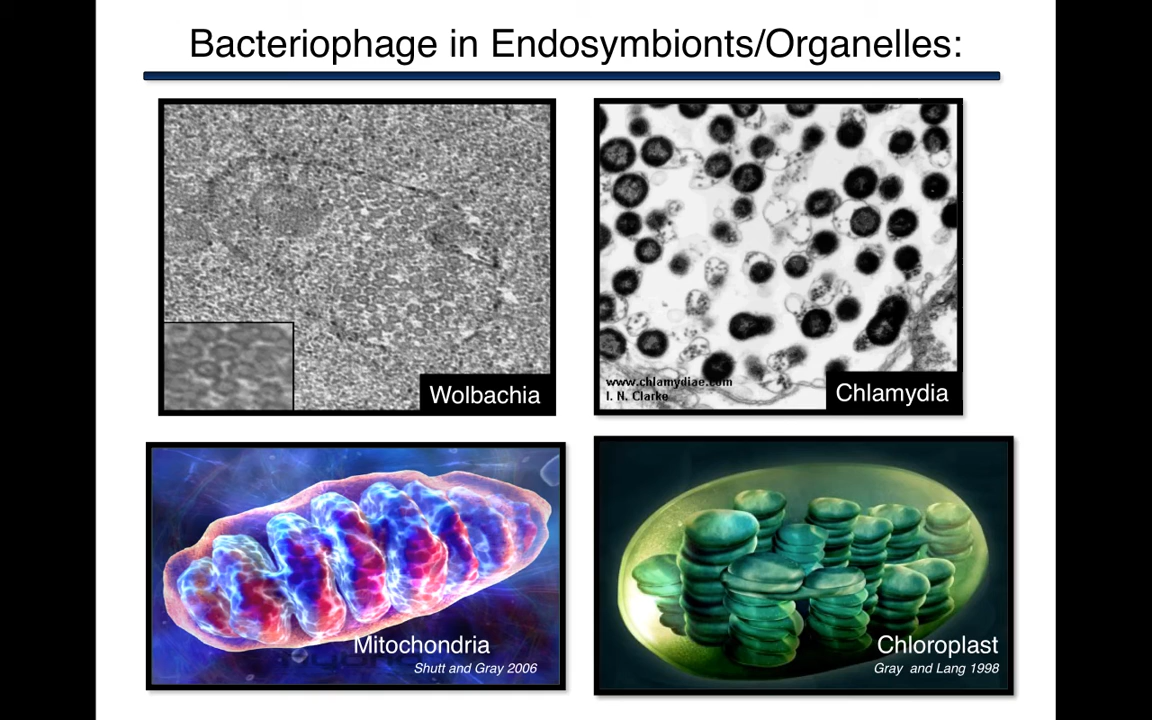 Bacteriophage in Endosymbionts/Organelles:
Wolbachia
www.chlamydiae.com
I. N. Clarke
Chlamydia
Mitochondria
Shutt and Gray 2006
Chloroplast
Gray and Lang 1998